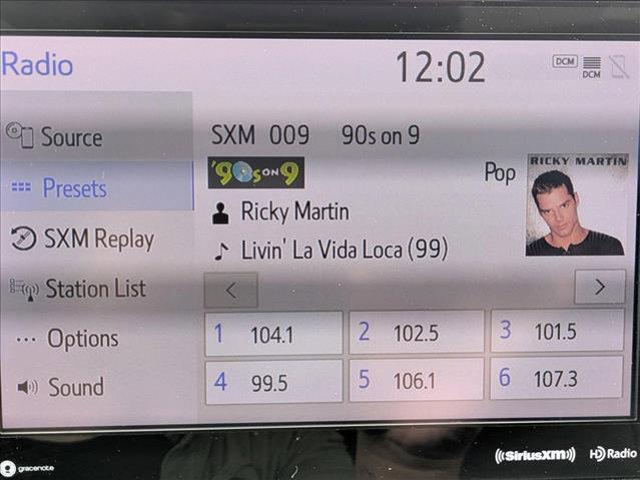 Radio
12:02
DCM
DCM
Source
SXM 009 90s on 9
'90s ON 9
Pop
RICKY MARTIN
Presets
Ricky Martin
SXM Replay
Livin' La Vida Loca (99)
Station List
< >
Options
1 104.1
2 102.5
3 101.5
Sound
4 99.5
5 106.1
6 107.3
((SiriusXM))
HD Radio
gracenote